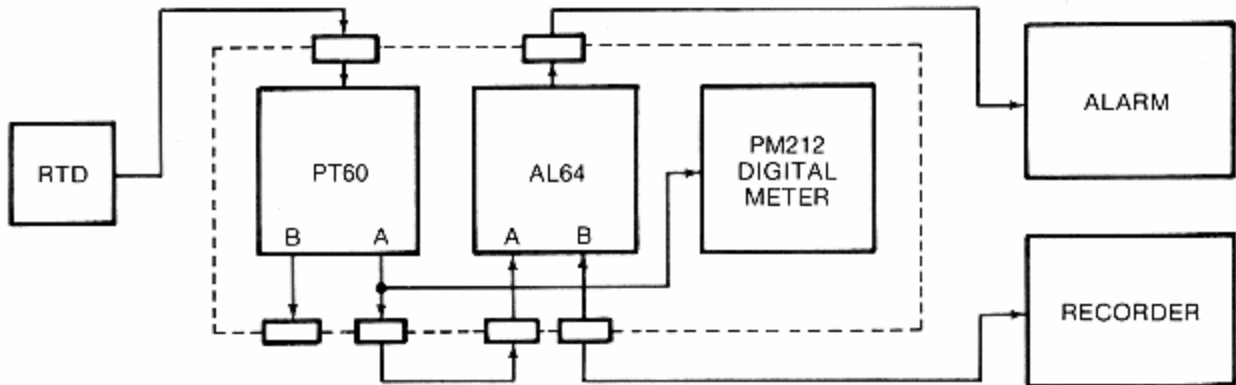 RTD
PT60
B A
AL64
A B
PM212
DIGITAL
METER
ALARM
RECORDER